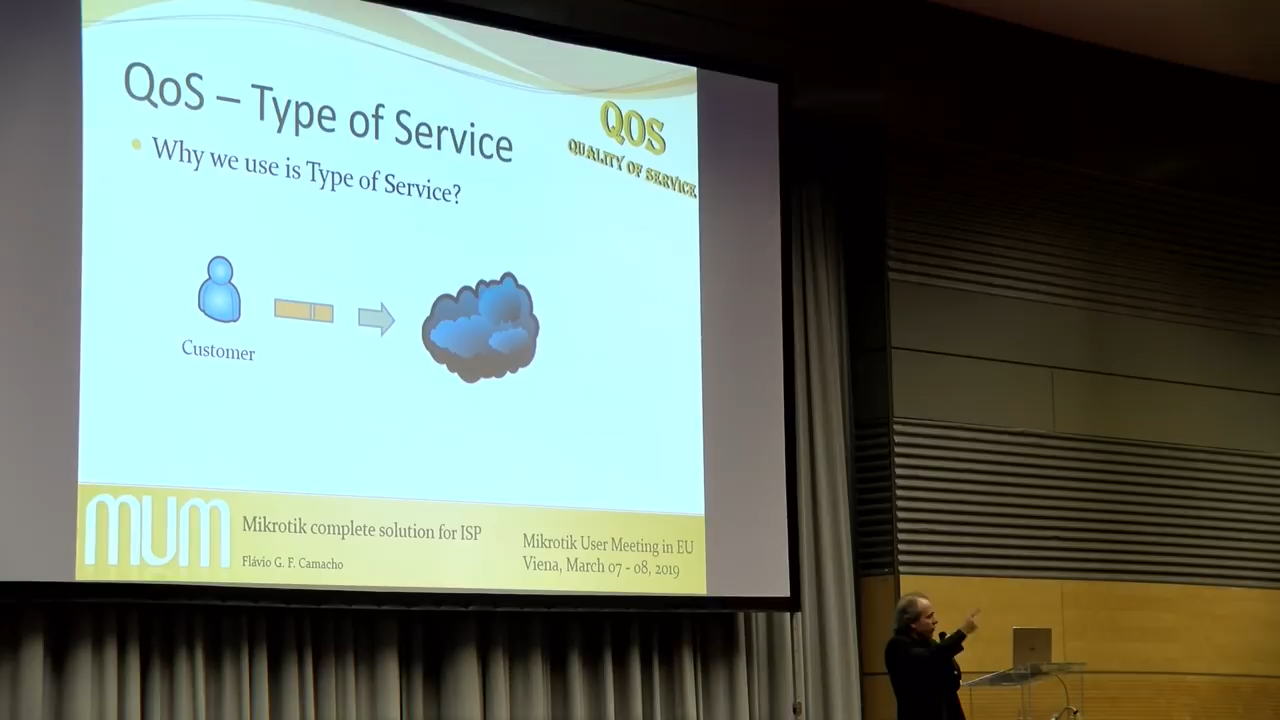 QoS – Type of Service
QOS
QUALITY OF SERVICE
• Why we use is Type of Service?
Customer
MUM
Mikrotik complete solution for ISP
Flávio G. F. Camacho
Mikrotik User Meeting in EU
Viena, March 07 - 08, 2019